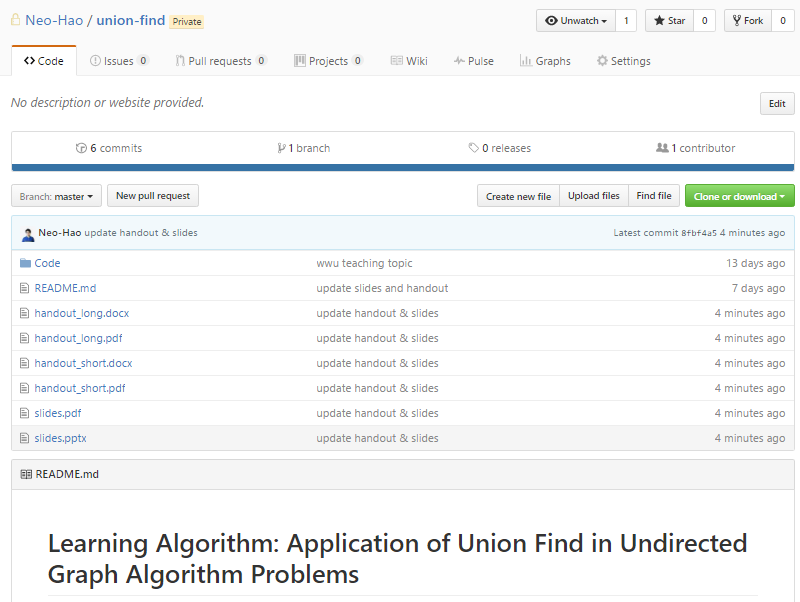 Neo-Hao / union-find Private Unwatch 1 Star 0 Fork 0
Code Issues 0 Pull requests 0 Projects 0 Wiki Pulse Graphs Settings
No description or website provided. Edit
6 commits 1 branch 0 releases 1 contributor
Branch: master New pull request Create new file Upload files Find file Clone or download
Neo-Hao update handout & slides Latest commit 8fbf4a5 4 minutes ago
Code wwu teaching topic 13 days ago
README.md update slides and handout 7 days ago
handout_long.docx update handout & slides 4 minutes ago
handout_long.pdf update handout & slides 4 minutes ago
handout_short.docx update handout & slides 4 minutes ago
handout_short.pdf update handout & slides 4 minutes ago
slides.pdf update handout & slides 4 minutes ago
slides.pptx update handout & slides 4 minutes ago
README.md
Learning Algorithm: Application of Union Find in Undirected
Graph Algorithm Problems